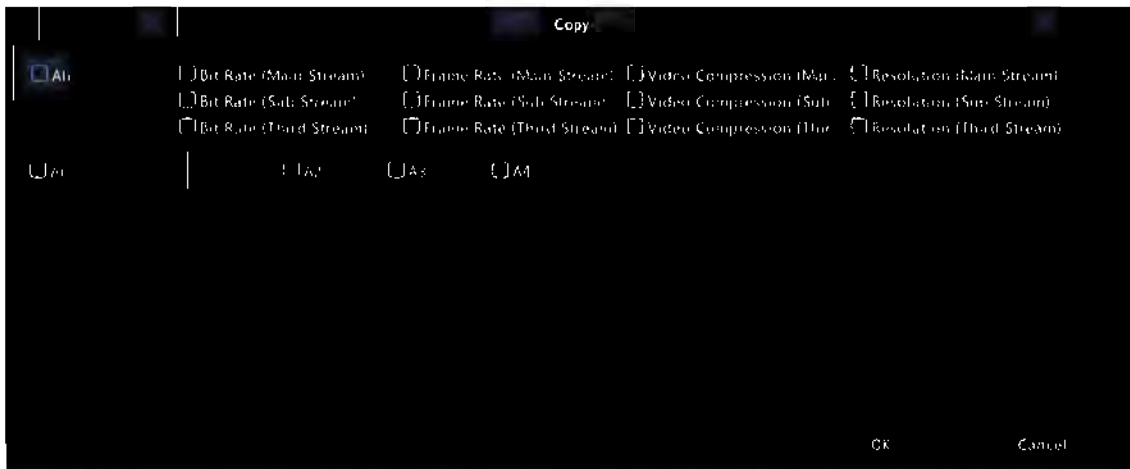 Copy
All Bit Rate (Main Stream) Frame Rate (Main Stream) Video Compression (Mai... Resolution (Main Stream)
Bit Rate (Sub Stream) Frame Rate (Sub Stream) Video Compression (Sub Resolution (Sub Stream)
Bit Rate (Third Stream) Frame Rate (Third Stream) Video Compression (Thir Resolution (Third Stream)
A2 A3 A4
OK Cancel